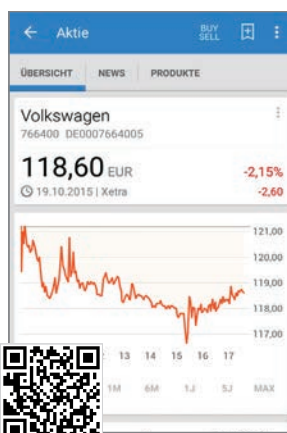 Aktie
BUY
SELL
ÜBERSICHT NEWS PRODUKTE
Volkswagen
766400 DE0007664005
118,60 EUR -2,15%
19.10.2015 | Xetra -2,60
121,00
120,00
119,00
118,00
117,00
13 14 15 16 17
1M 6M 1J 5J MAX